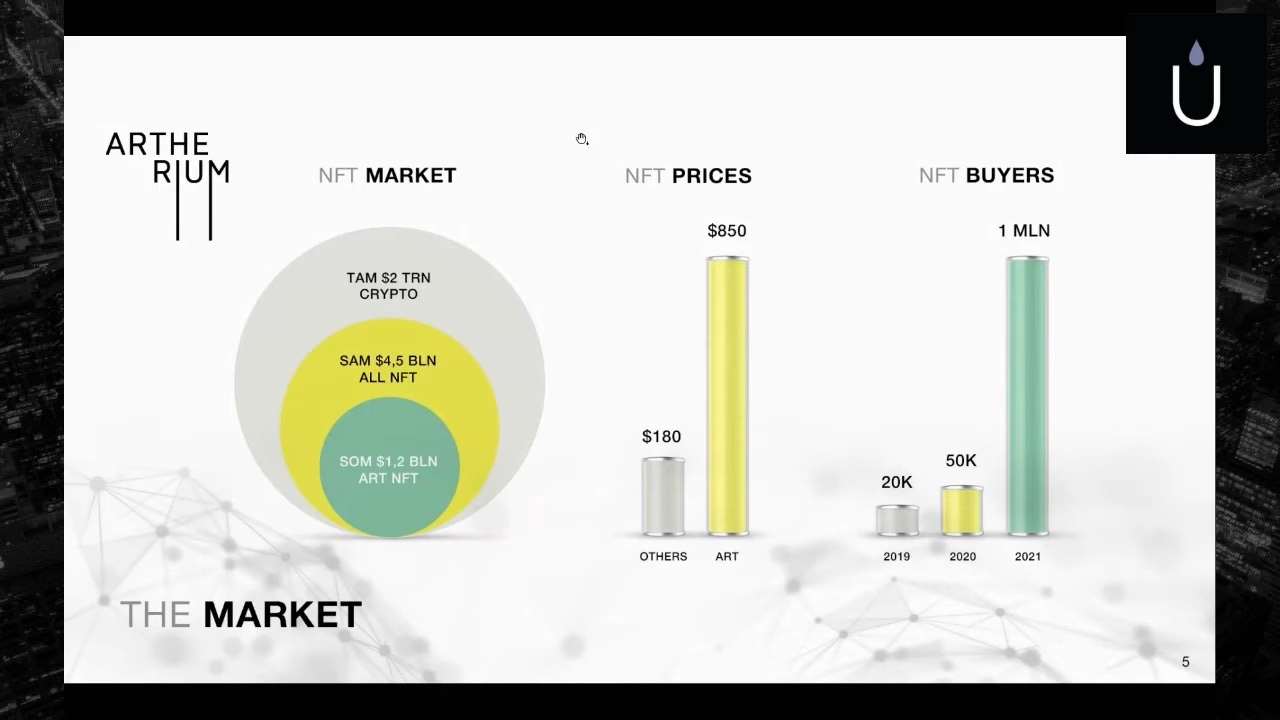 ARTHE
RIUM
NFT MARKET
TAM $2 TRN
CRYPTO
SAM $4,5 BLN
ALL NFT
SOM $1,2 BLN
ART NFT
NFT PRICES
$850
$180
OTHERS
ART
NFT BUYERS
1 MLN
50K
20K
2019
2020
2021
THE MARKET
5